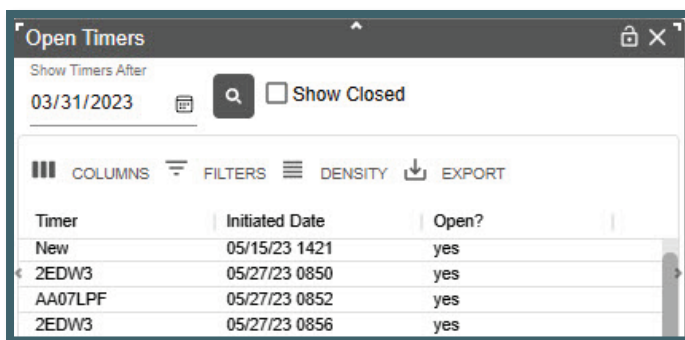 Open Timers
Show Timers After
03/31/2023 Show Closed
COLUMNS FILTERS DENSITY EXPORT
Timer Initiated Date Open?
New 05/15/23 1421 yes
2EDW3 05/27/23 0850 yes
AA07LPF 05/27/23 0852 yes
2EDW3 05/27/23 0856 yes